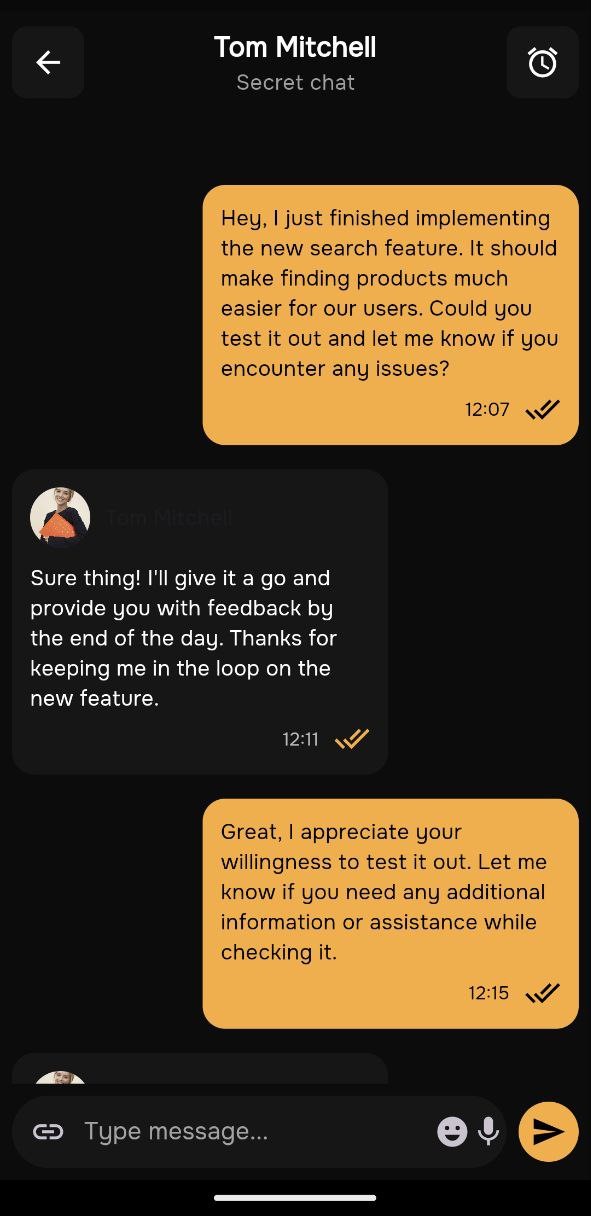 Tom Mitchell
Secret chat
Hey, I just finished implementing
the new search feature. It should
make finding products much
easier for our users. Could you
test it out and let me know if you
encounter any issues?
12:07
Tom Mitchell
Sure thing! I'll give it a go and
provide you with feedback by
the end of the day. Thanks for
keeping me in the loop on the
new feature.
12:11
Great, I appreciate your
willingness to test it out. Let me
know if you need any additional
information or assistance while
checking it.
12:15
Type message...